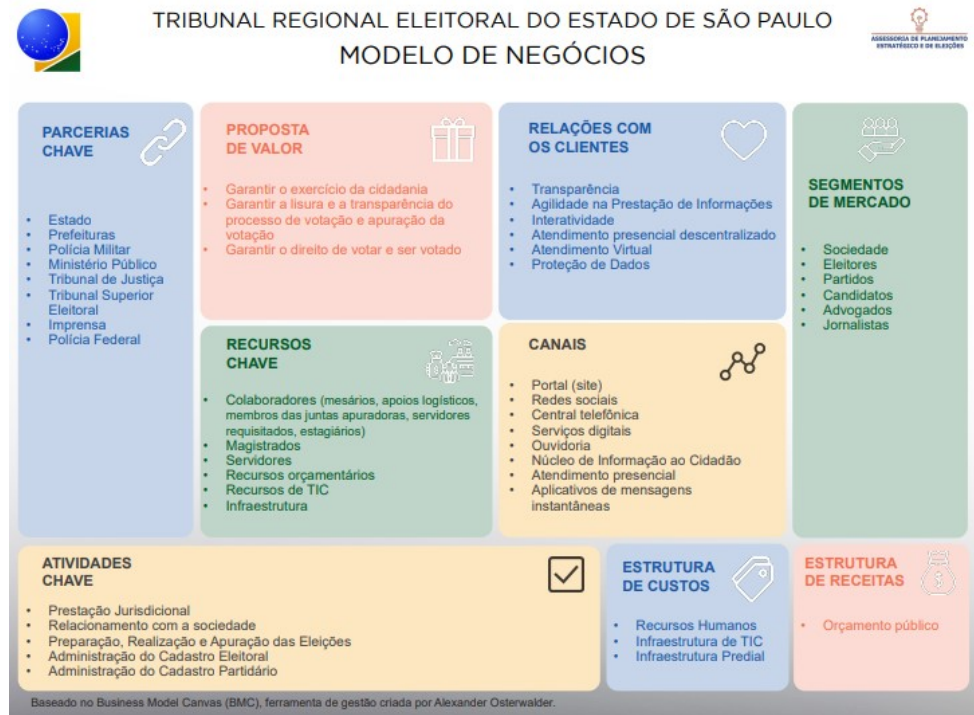 TRIBUNAL REGIONAL ELEITORAL DO ESTADO DE SÃO PAULO
MODELO DE NEGÓCIOS
ASSESSORIA DE PLANEJAMENTO
ESTRATÉGICO E DE ELEIÇÕES
PARCERIAS
CHAVE
• Estado
• Prefeituras
• Polícia Militar
• Ministério Público
• Tribunal de Justiça
• Tribunal Superior
Eleitoral
• Imprensa
• Polícia Federal
PROPOSTA
DE VALOR
• Garantir o exercício da cidadania
• Garantir a lisura e a transparência do
processo de votação e apuração da
votação
• Garantir o direito de votar e ser votado
RECURSOS
CHAVE
• Colaboradores (mesários, apoios logísticos,
membros das juntas apuradoras, servidores
requisitados, estagiários)
• Magistrados
• Servidores
• Recursos orçamentários
• Recursos de TIC
• Infraestrutura
RELAÇÕES COM
OS CLIENTES
• Transparência
• Agilidade na Prestação de Informações
• Interatividade
• Atendimento presencial descentralizado
• Atendimento Virtual
• Proteção de Dados
CANAIS
• Portal (site)
• Redes sociais
• Central telefônica
• Serviços digitais
• Ouvidoria
• Núcleo de Informação ao Cidadão
• Atendimento presencial
• Aplicativos de mensagens
instantâneas
SEGMENTOS
DE MERCADO
• Sociedade
• Eleitores
• Partidos
• Candidatos
• Advogados
• Jornalistas
ATIVIDADES
CHAVE
• Prestação Jurisdicional
• Relacionamento com a sociedade
• Preparação, Realização e Apuração das Eleições
• Administração do Cadastro Eleitoral
• Administração do Cadastro Partidário
ESTRUTURA
DE CUSTOS
• Recursos Humanos
• Infraestrutura de TIC
• Infraestrutura Predial
ESTRUTURA
DE RECEITAS
• Orçamento público
Baseado no Business Model Canvas (BMC), ferramenta de gestão criada por Alexander Osterwalder.